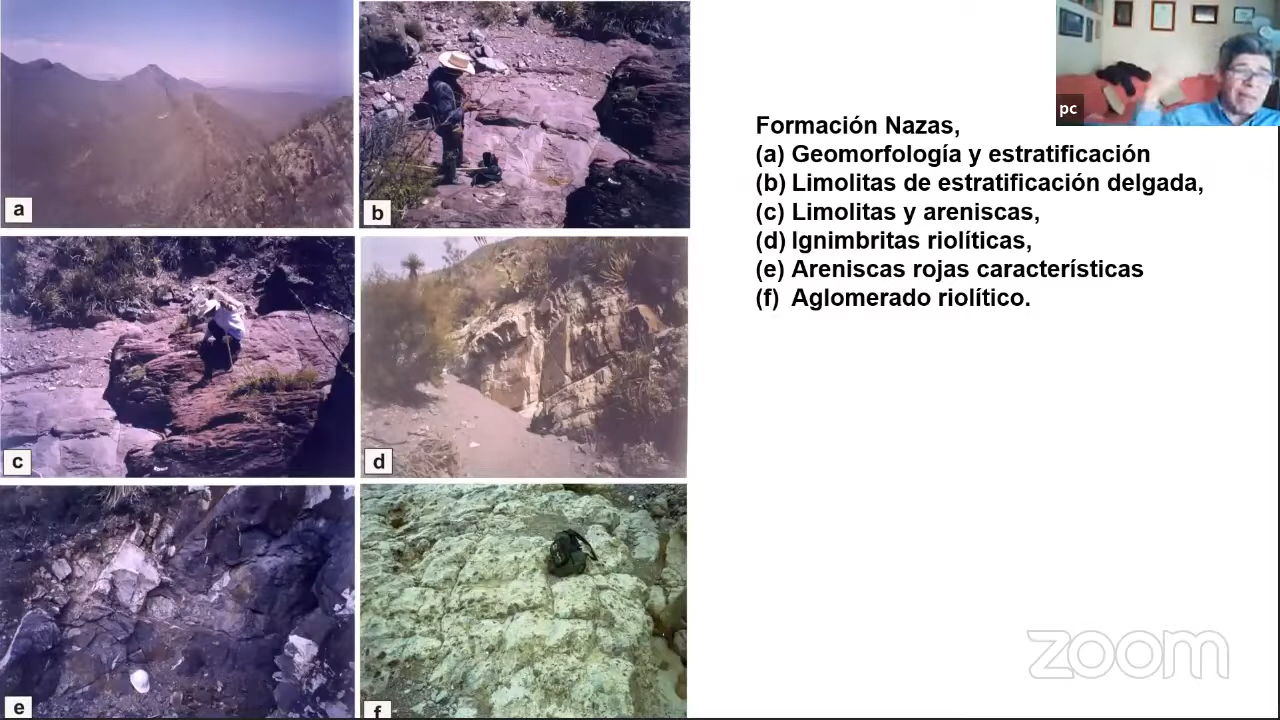 a
b
c
d
e
f
Formación Nazas,
(a) Geomorfología y estratificación
(b) Limolitas de estratificación delgada,
(c) Limolitas y areniscas,
(d) Ignimbritas riolíticas,
(e) Areniscas rojas características
(f) Aglomerado riolítico.
pc
zoom